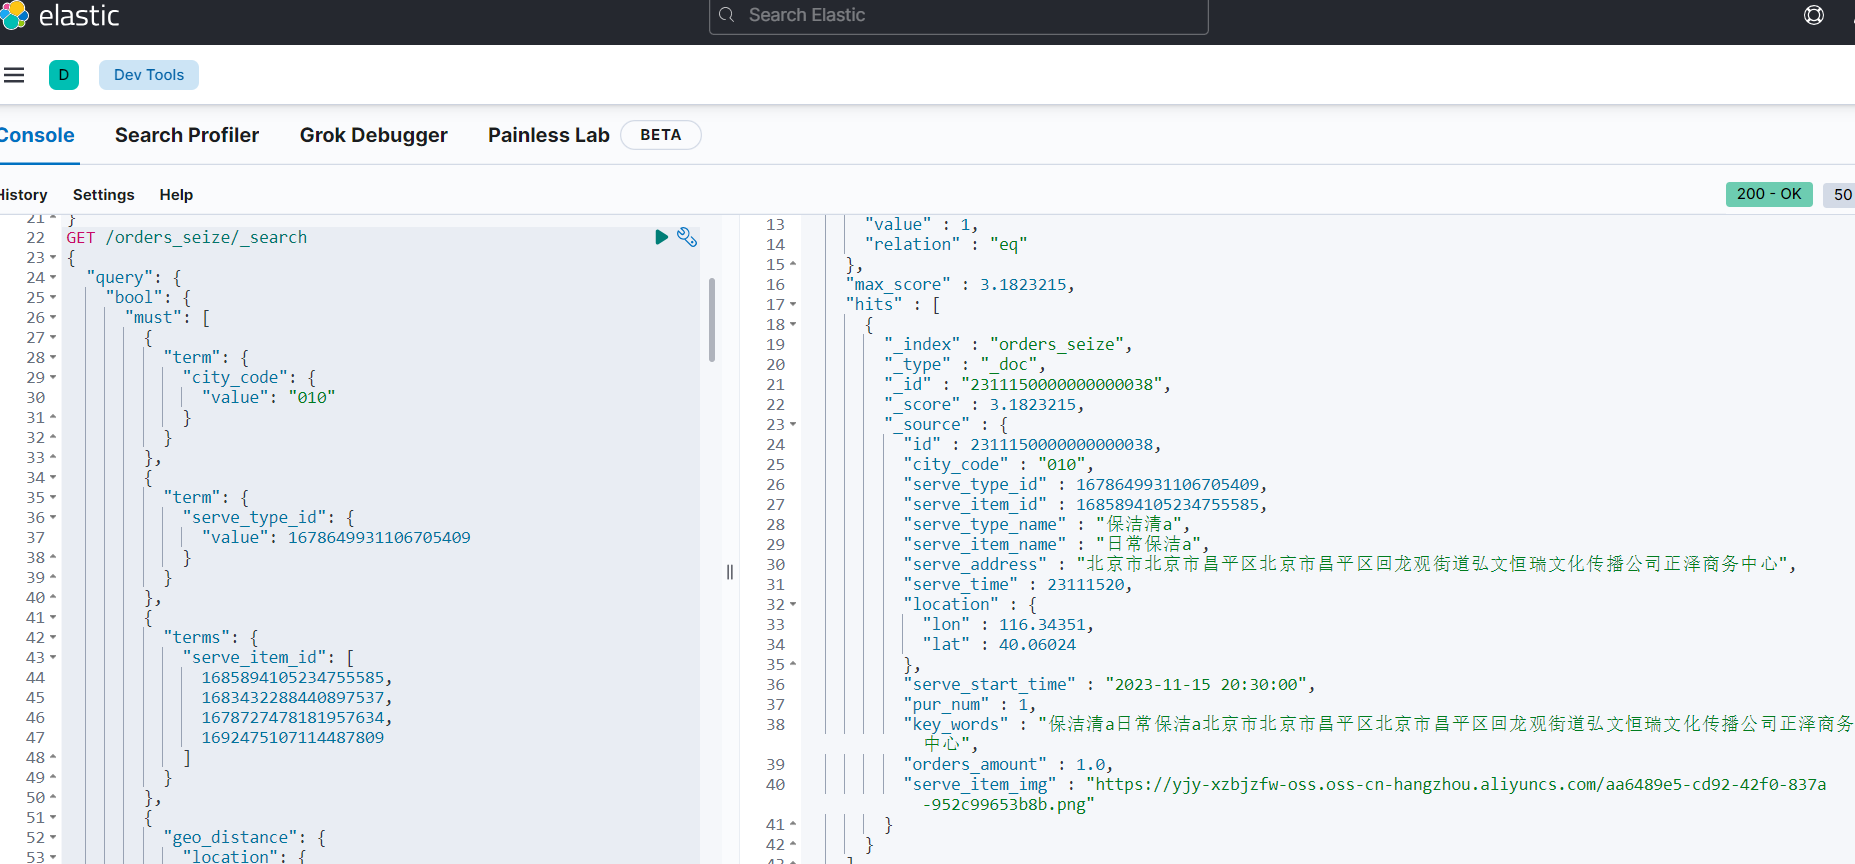 elastic
Search Elastic
D
Dev Tools
Console
Search Profiler
Grok Debugger
Painless Lab
BETA
History
Settings
Help
200 - OK
50
21 }
22 GET /orders_seize/_search
23 {
24 "query": {
25 "bool": {
26 "must": [
27 {
28 "term": {
29 "city_code": {
30 "value": "010"
31 }
32 }
33 },
34 {
35 "term": {
36 "serve_type_id": {
37 "value": 1678649931106705409
38 }
39 }
40 },
41 {
42 "terms": {
43 "serve_item_id": [
44 1685894105234755585,
45 1683432288440897537,
46 1678727478181957634,
47 1692475107114487809
48 ]
49 }
50 },
51 {
52 "geo_distance": {
53 "location": {
13 "value" : 1,
14 "relation" : "eq"
15 },
16 "max_score" : 3.1823215,
17 "hits" : [
18 {
19 "_index" : "orders_seize",
20 "_type" : "_doc",
21 "_id" : "2311150000000000038",
22 "_score" : 3.1823215,
23 "_source" : {
24 "id" : 2311150000000000038,
25 "city_code" : "010",
26 "serve_type_id" : 1678649931106705409,
27 "serve_item_id" : 1685894105234755585,
28 "serve_type_name" : "保洁清a",
29 "serve_item_name" : "日常保洁a",
30 "serve_address" : "北京市北京市昌平区北京市昌平区回龙观街道弘文恒瑞文化传播公司正泽商务中心",
31 "serve_time" : 23111520,
32 "location" : {
33 "lon" : 116.34351,
34 "lat" : 40.06024
35 },
36 "serve_start_time" : "2023-11-15 20:30:00",
37 "pur_num" : 1,
38 "key_words" : "保洁清a日常保洁a北京市北京市昌平区北京市昌平区回龙观街道弘文恒瑞文化传播公司正泽商务
中心",
39 "orders_amount" : 1.0,
40 "serve_item_img" : "https://yjy-xzbjzfw-oss.oss-cn-hangzhou.aliyuncs.com/aa6489e5-cd92-42f0-837a
-952c99653b8b.png"
41 }
42 }
43 ]